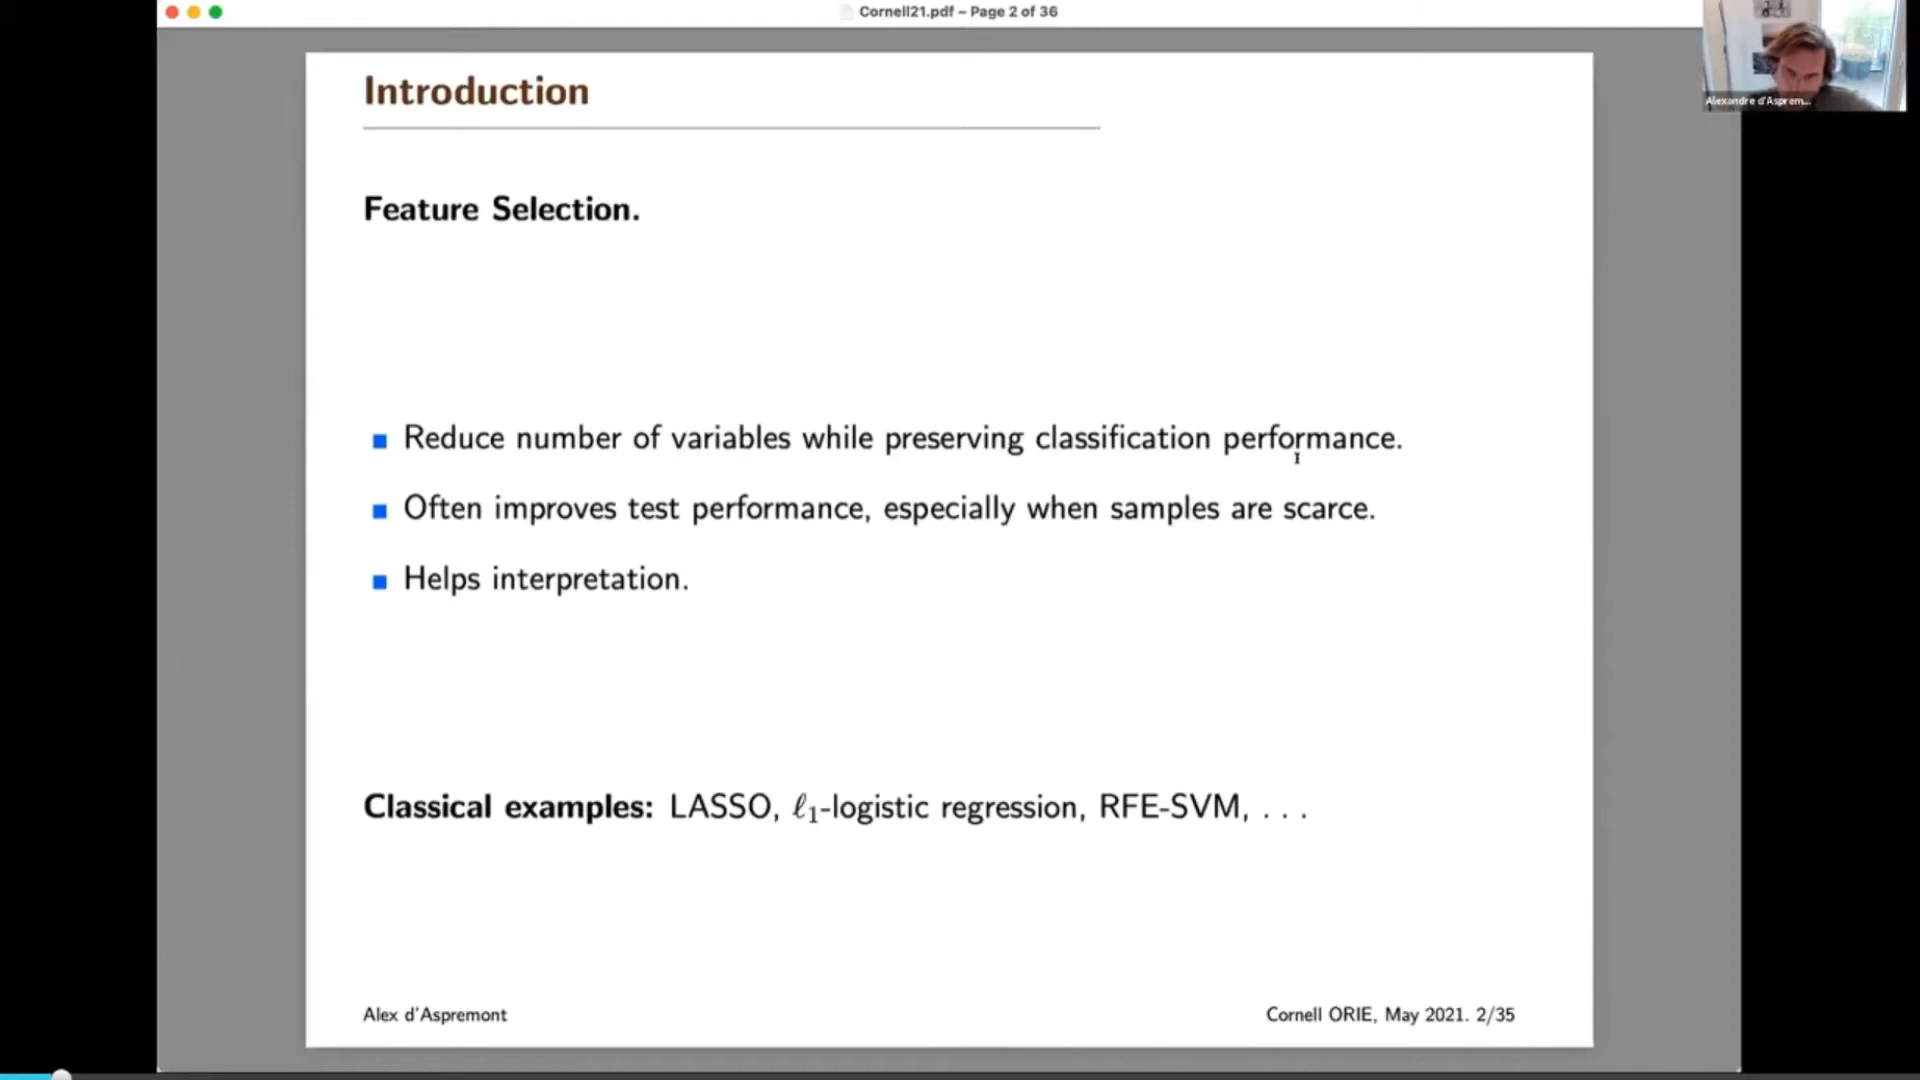 Cornell21.pdf – Page 2 of 36
Alexandre d'Asprem...
Introduction
Feature Selection.
Reduce number of variables while preserving classification performance.
Often improves test performance, especially when samples are scarce.
Helps interpretation.
Classical examples: LASSO, ℓ₁-logistic regression, RFE-SVM, . . .
Alex d'Aspremont
Cornell ORIE, May 2021. 2/35